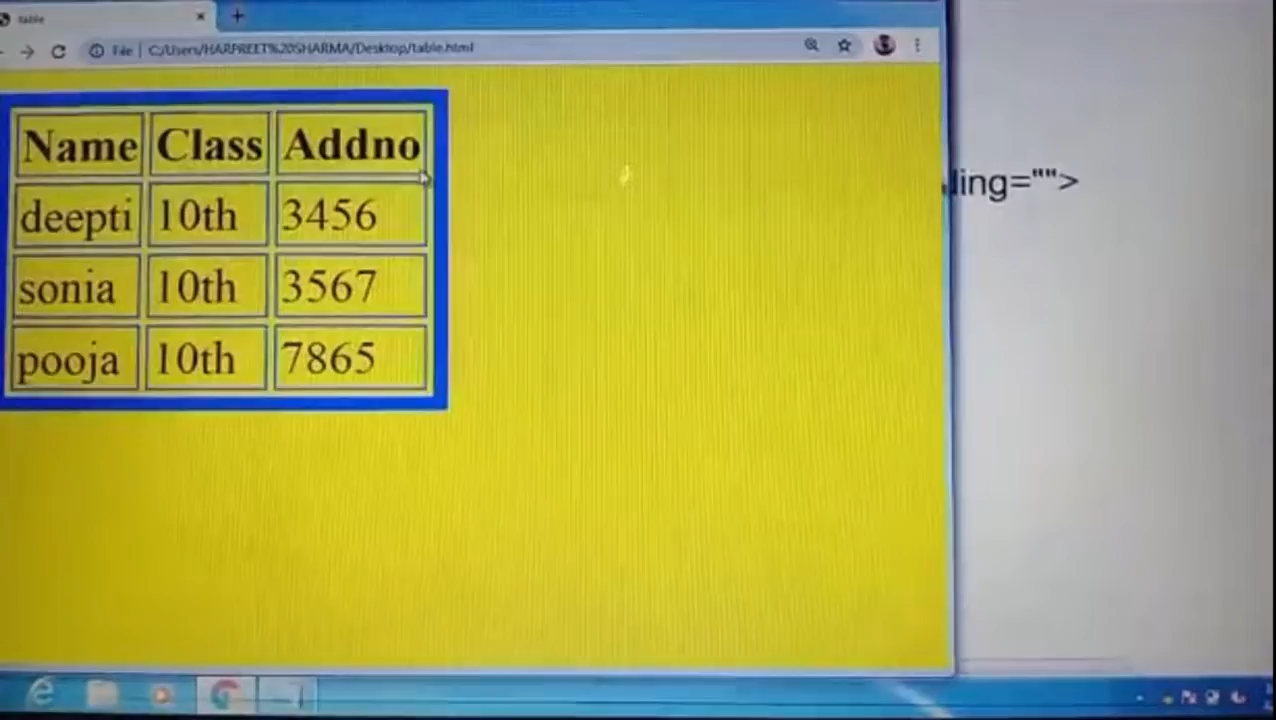 table
File | C:/Users/HARPREET%20SHARMA/Desktop/table.html
Name Class Addno
ding="">
deepti 10th 3456
sonia 10th 3567
pooja 10th 7865